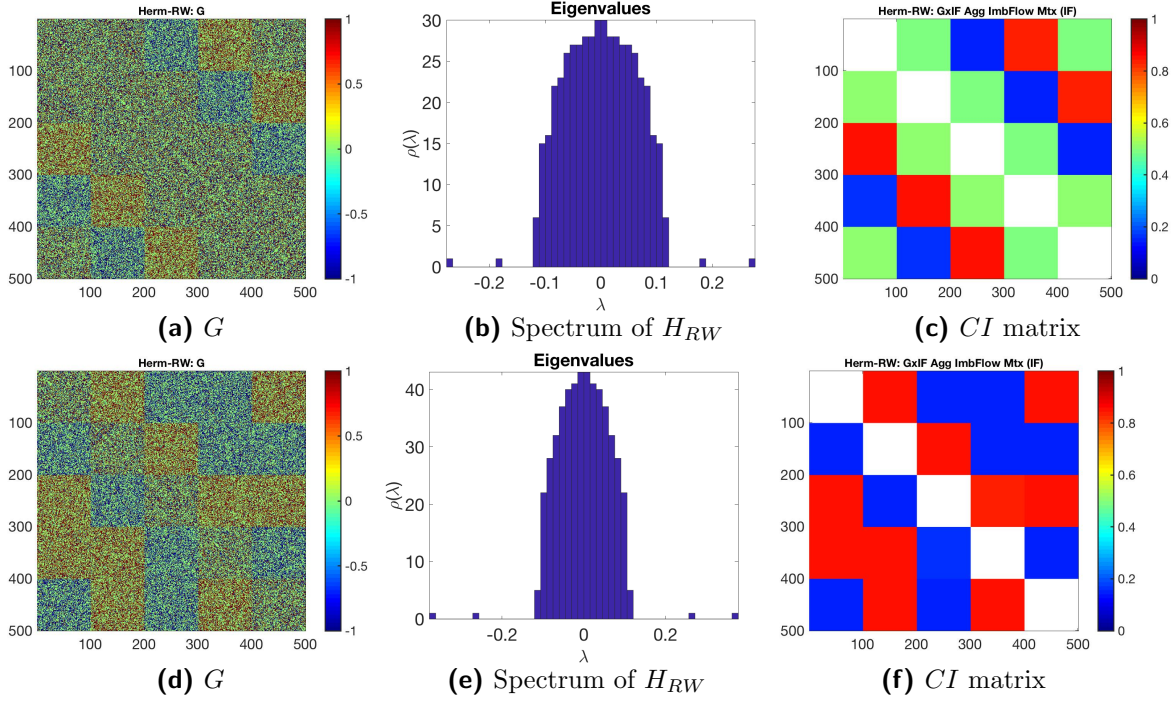 Herm-RW: G
100
200
300
400
500
100 200 300 400 500
1
0.5
0
-0.5
-1
(a) G
Eigenvalues
ρ(λ)
30
25
20
15
10
5
0
-0.2 -0.1 0 0.1 0.2
λ
(b) Spectrum of H_RW
Herm-RW: GxIF Agg ImbFlow Mtx (IF)
100
200
300
400
500
100 200 300 400 500
1
0.8
0.6
0.4
0.2
0
(c) CI matrix
Herm-RW: G
100
200
300
400
500
100 200 300 400 500
1
0.5
0
-0.5
-1
(d) G
Eigenvalues
ρ(λ)
40
30
20
10
0
-0.2 0 0.2
λ
(e) Spectrum of H_RW
Herm-RW: GxIF Agg ImbFlow Mtx (IF)
100
200
300
400
500
100 200 300 400 500
1
0.8
0.6
0.4
0.2
0
(f) CI matrix